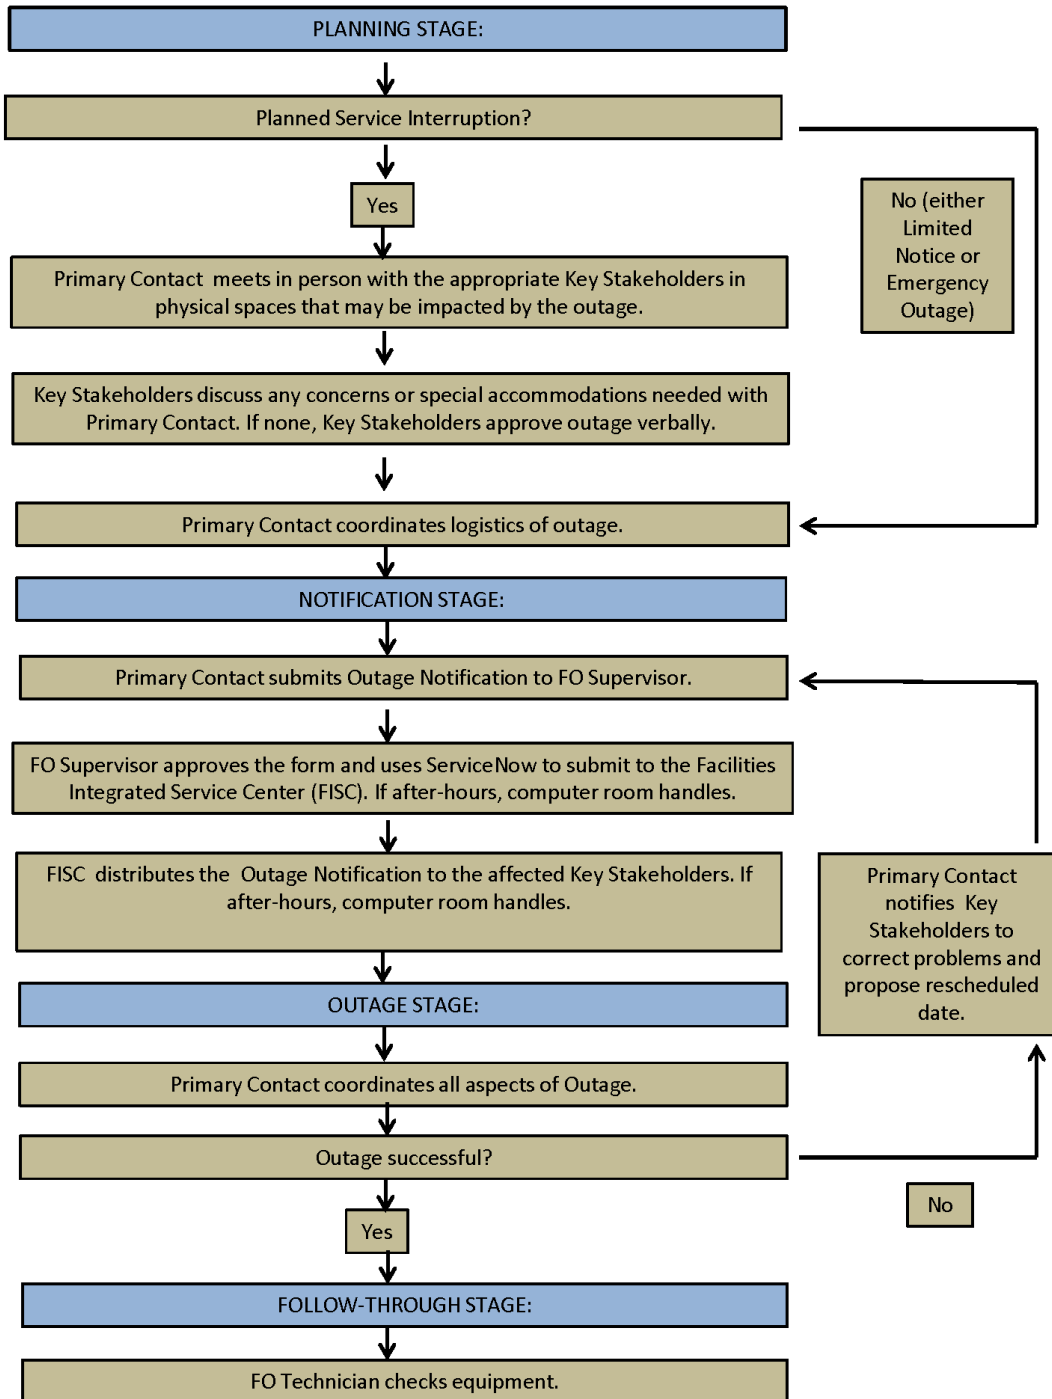 PLANNING STAGE:
Planned Service Interruption?
Yes
No (either
Limited
Notice or
Emergency
Outage)
Primary Contact meets in person with the appropriate Key Stakeholders in
physical spaces that may be impacted by the outage.
Key Stakeholders discuss any concerns or special accommodations needed with
Primary Contact. If none, Key Stakeholders approve outage verbally.
Primary Contact coordinates logistics of outage.
NOTIFICATION STAGE:
Primary Contact submits Outage Notification to FO Supervisor.
FO Supervisor approves the form and uses ServiceNow to submit to the Facilities
Integrated Service Center (FISC). If after-hours, computer room handles.
FISC distributes the Outage Notification to the affected Key Stakeholders. If
after-hours, computer room handles.
Primary Contact
notifies Key
Stakeholders to
correct problems and
propose rescheduled
date.
OUTAGE STAGE:
Primary Contact coordinates all aspects of Outage.
Outage successful?
No
Yes
FOLLOW-THROUGH STAGE:
FO Technician checks equipment.